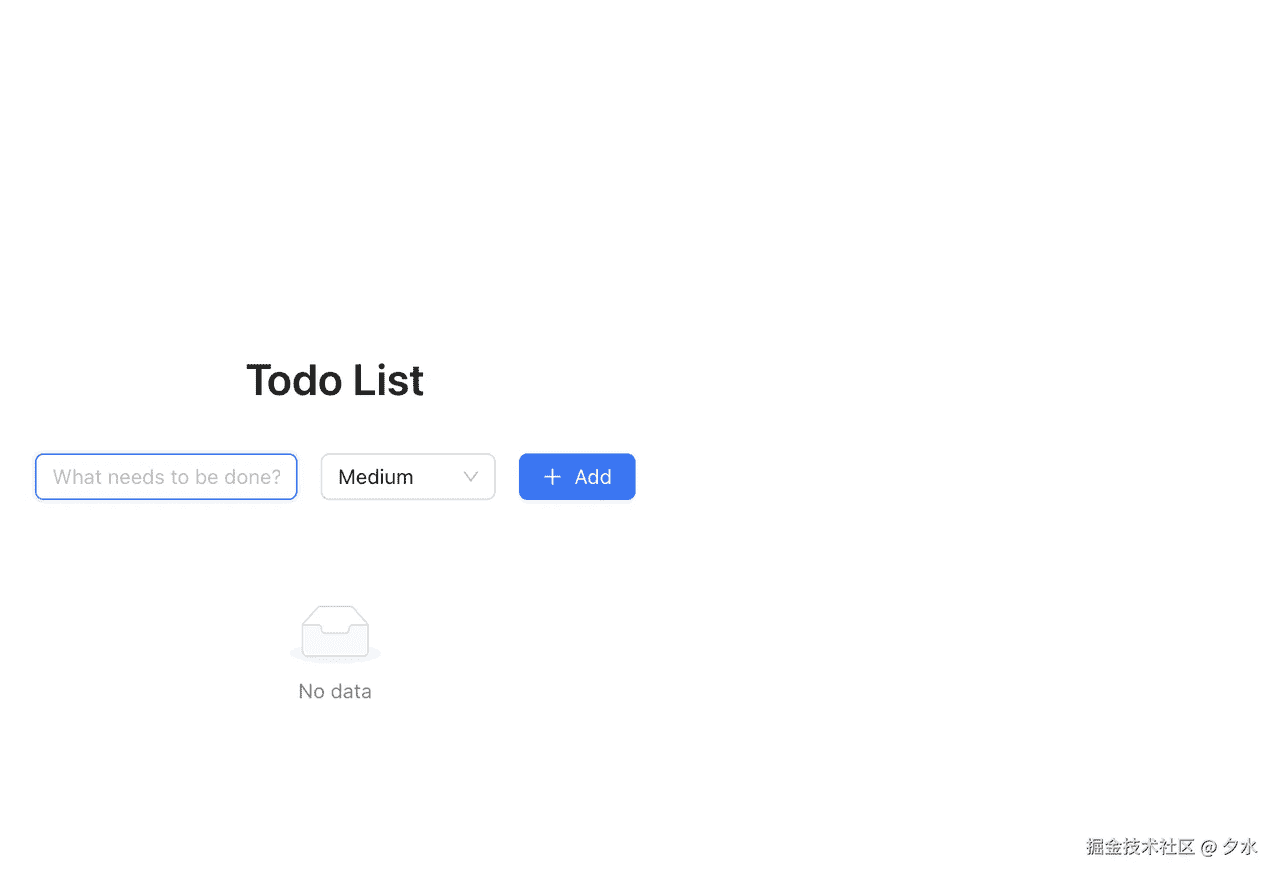 Todo List
What needs to be done?
Medium
Add
No data
掘金技术社区 @ 夕水